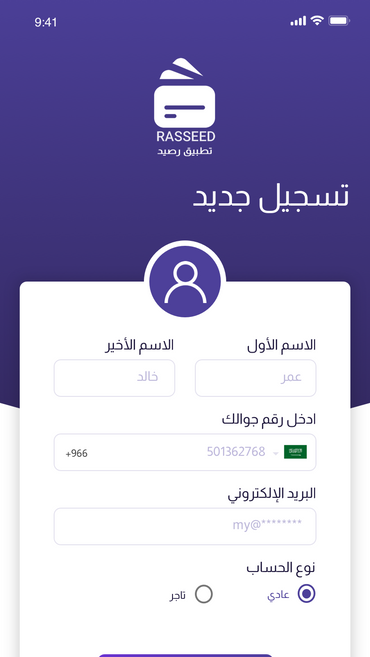 9:41
RASSEED
تطبيق رصيد
تسجيل جديد
الاسم الأول
الاسم الأخير
عمر
خالد
ادخل رقم جوالك
501362768
+966
البريد الإلكتروني
my@********
نوع الحساب
عادي
تاجر